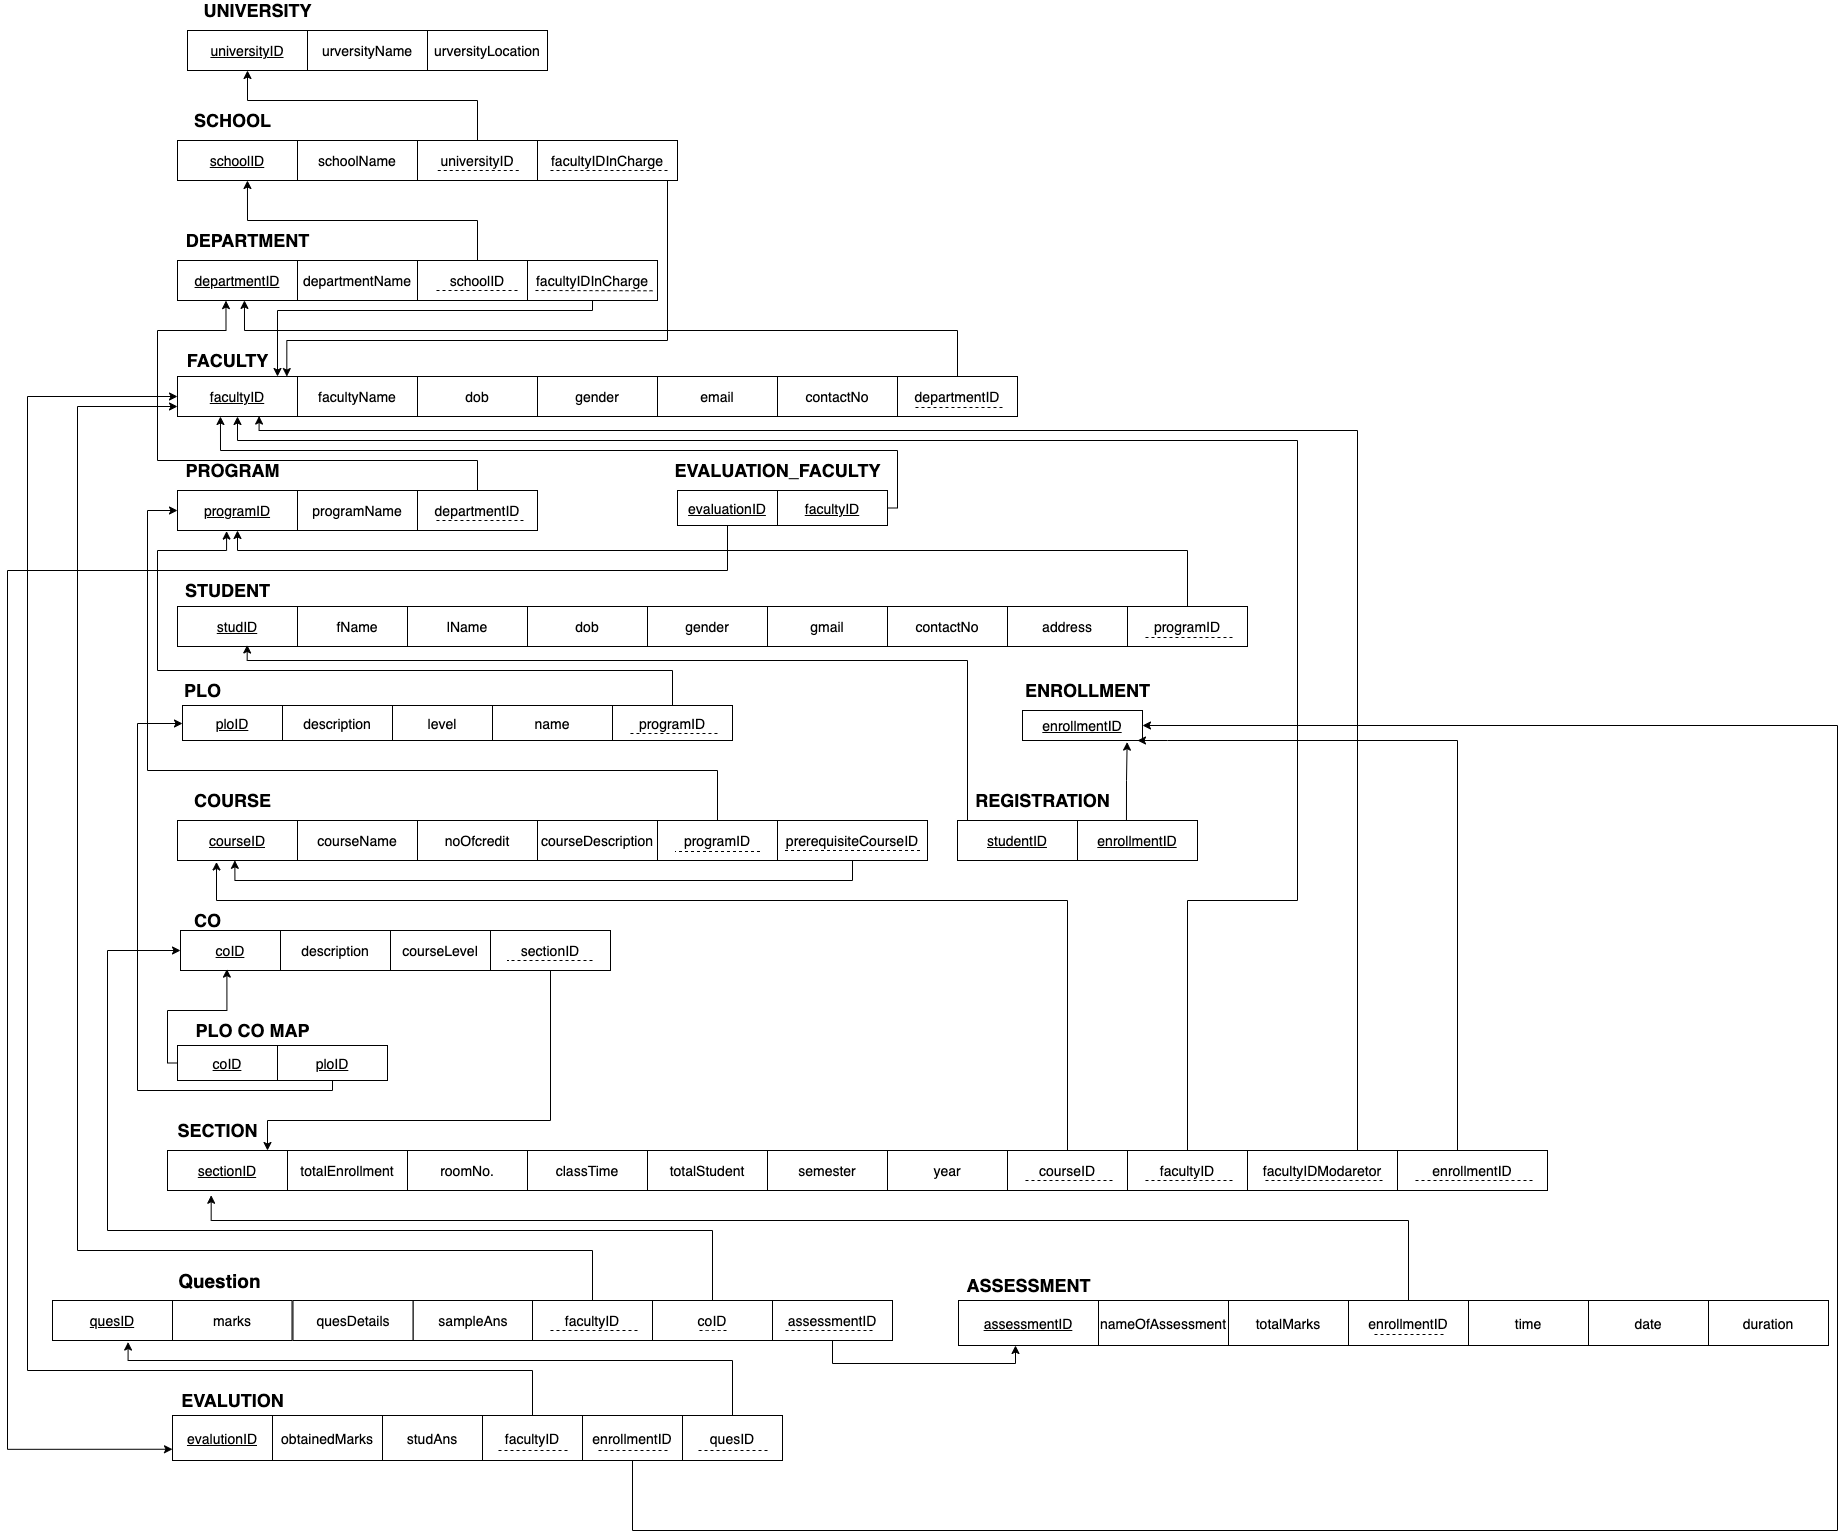 UNIVERSITY
universityID urversityName urversityLocation
SCHOOL
schoolID schoolName universityID facultyIDInCharge
DEPARTMENT
departmentID departmentName schoolID facultyIDInCharge
FACULTY
facultyID facultyName dob gender email contactNo departmentID
PROGRAM EVALUATION_FACULTY
programID programName departmentID evaluationID facultyID
STUDENT
studID fName lName dob gender gmail contactNo address programID
PLO ENROLLMENT
ploID description level name programID enrollmentID
COURSE REGISTRATION
courseID courseName noOfcredit courseDescription programID prerequisiteCourseID studentID enrollmentID
CO
coID description courseLevel sectionID
PLO CO MAP
coID ploID
SECTION
sectionID totalEnrollment roomNo. classTime totalStudent semester year courseID facultyID facultyIDModaretor enrollmentID
Question ASSESSMENT
quesID marks quesDetails sampleAns facultyID coID assessmentID assessmentID nameOfAssessment totalMarks enrollmentID time date duration
EVALUTION
evalutionID obtainedMarks studAns facultyID enrollmentID quesID